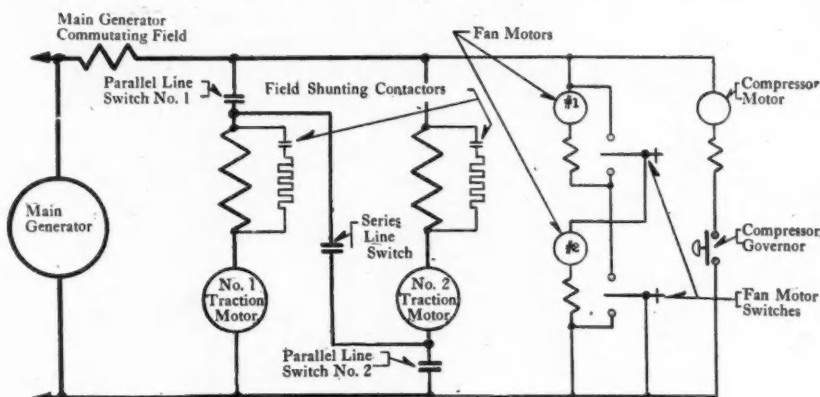 Main Generator
Commutating Field
Fan Motors
Parallel Line
Switch No. 1
Field Shunting Contactors
Compressor
Motor
#1
Main
Generator
Series
Line
Switch
#2
Compressor
Governor
No. 1
Traction
Motor
No. 2
Traction
Motor
Fan Motor
Switches
Parallel Line
Switch No. 2